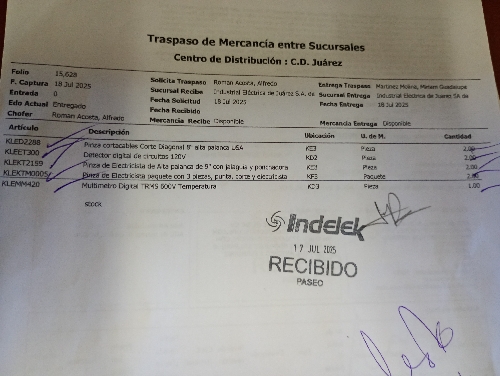 Traspaso de Mercancía entre Sucursales
Centro de Distribución : C.D. Juárez
Folio 15,628 Solicita Traspaso Roman Acosta, Alfredo Entrega Traspaso Martinez Molina, Miriam Guadalupe
F. Captura 18 Jul 2025 Sucursal Recibe Industrial Eléctrica de Juárez S.A. de Sucursal Entrega Industrial Electrica de Juarez SA de
Entrada 0 Fecha Solicitud 18 Jul 2025 Fecha Entrega 18 Jul 2025
Edo Actual Entregado Fecha Recibido
Chofer Roman Acosta, Alfredo Mercancía Recibe Disponible Mercancía Entrega Disponible
Artículo Descripción Ubicación U. de M. Cantidad
KLED2288 Pinza cortacables Corte Diagonal 8" alta palanca USA KE3 Pieza 2.00
KLEET300 Detector digital de circuitos 120V KD2 Pieza 2.00
KLEKT2159 Pinza de Electricista de Alta palanca de 9" con jalagua y ponchadora KE3 Pieza 2.00
KLEKTM0005 Pinza de Electricista paquete con 3 piezas, punta, corte y electricista KF3 Paquete 2.00
KLEMM420 Multimetro Digital TRMS 600V Temperatura KD3 Pieza 1.00
stock
Indelek
17 JUL 2025
RECIBIDO
PASEO